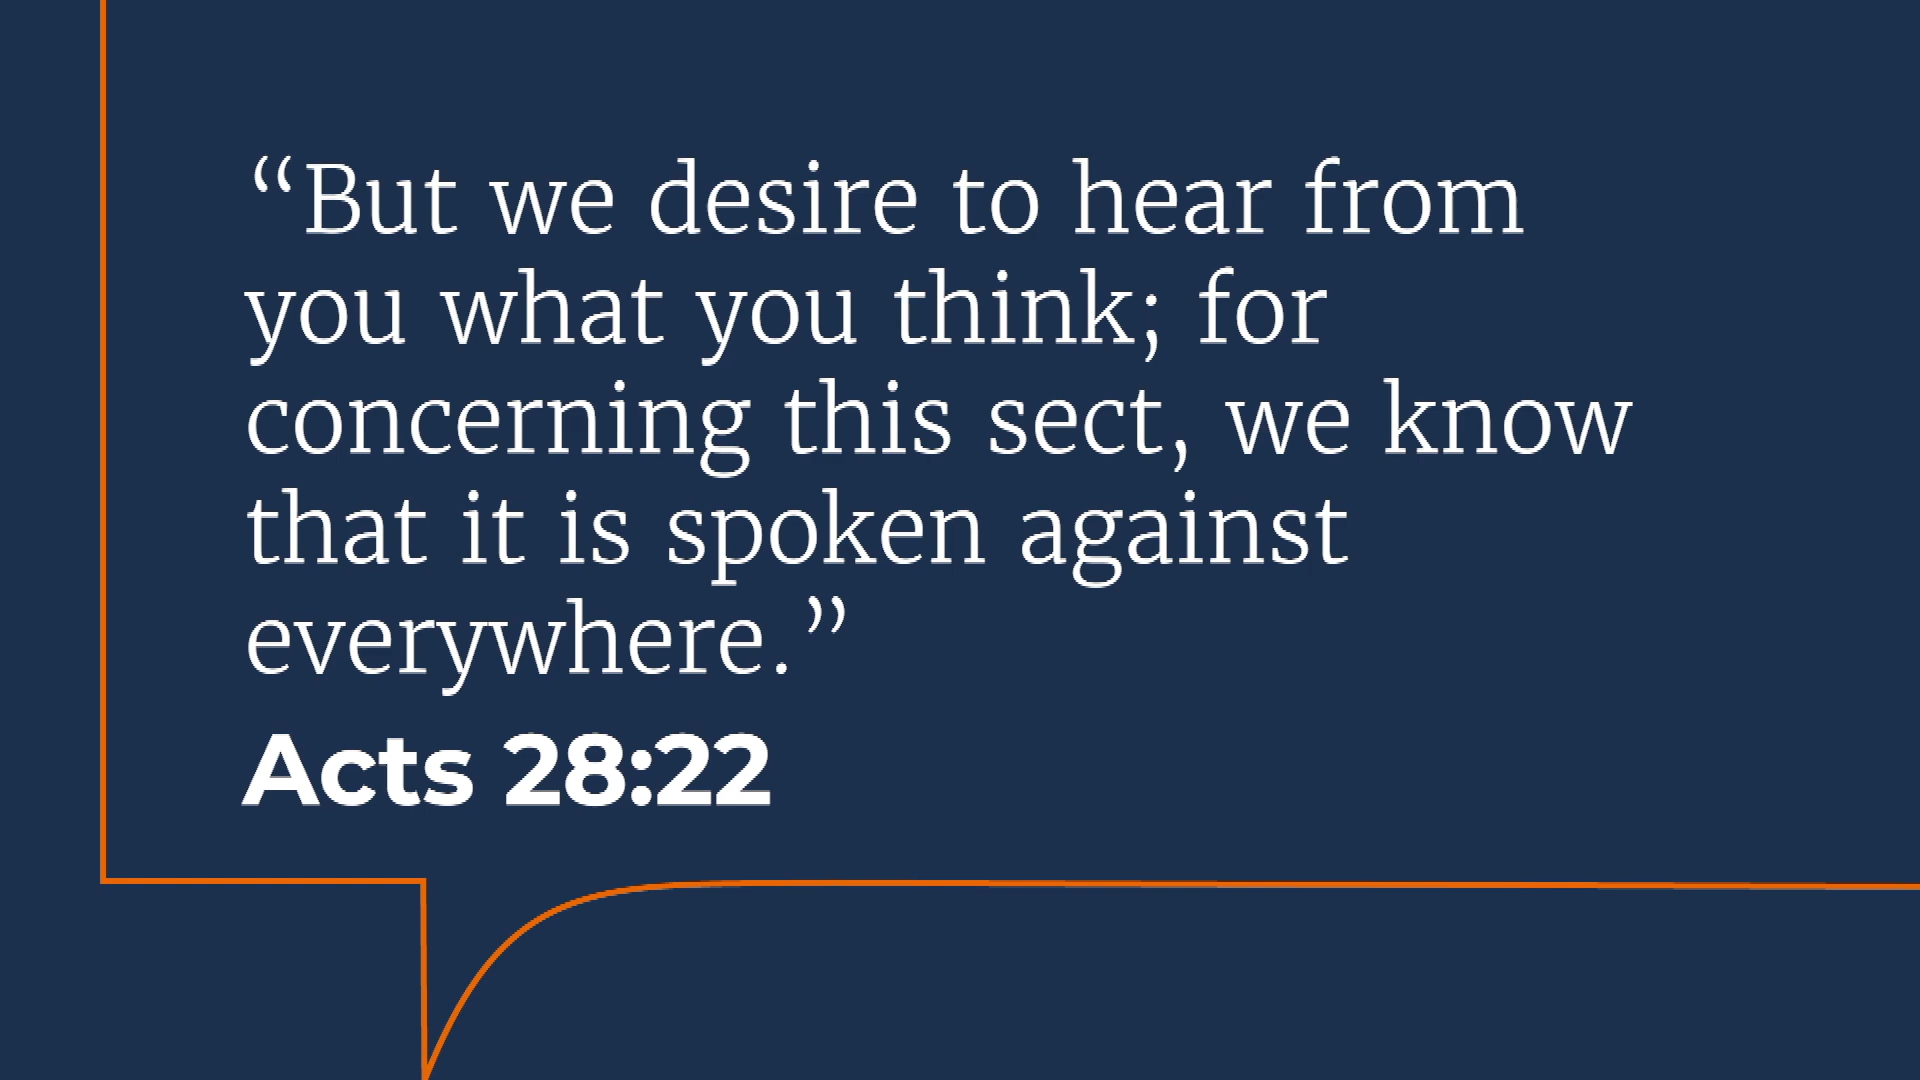 “But we desire to hear from
you what you think; for
concerning this sect, we know
that it is spoken against
everywhere.”
Acts 28:22